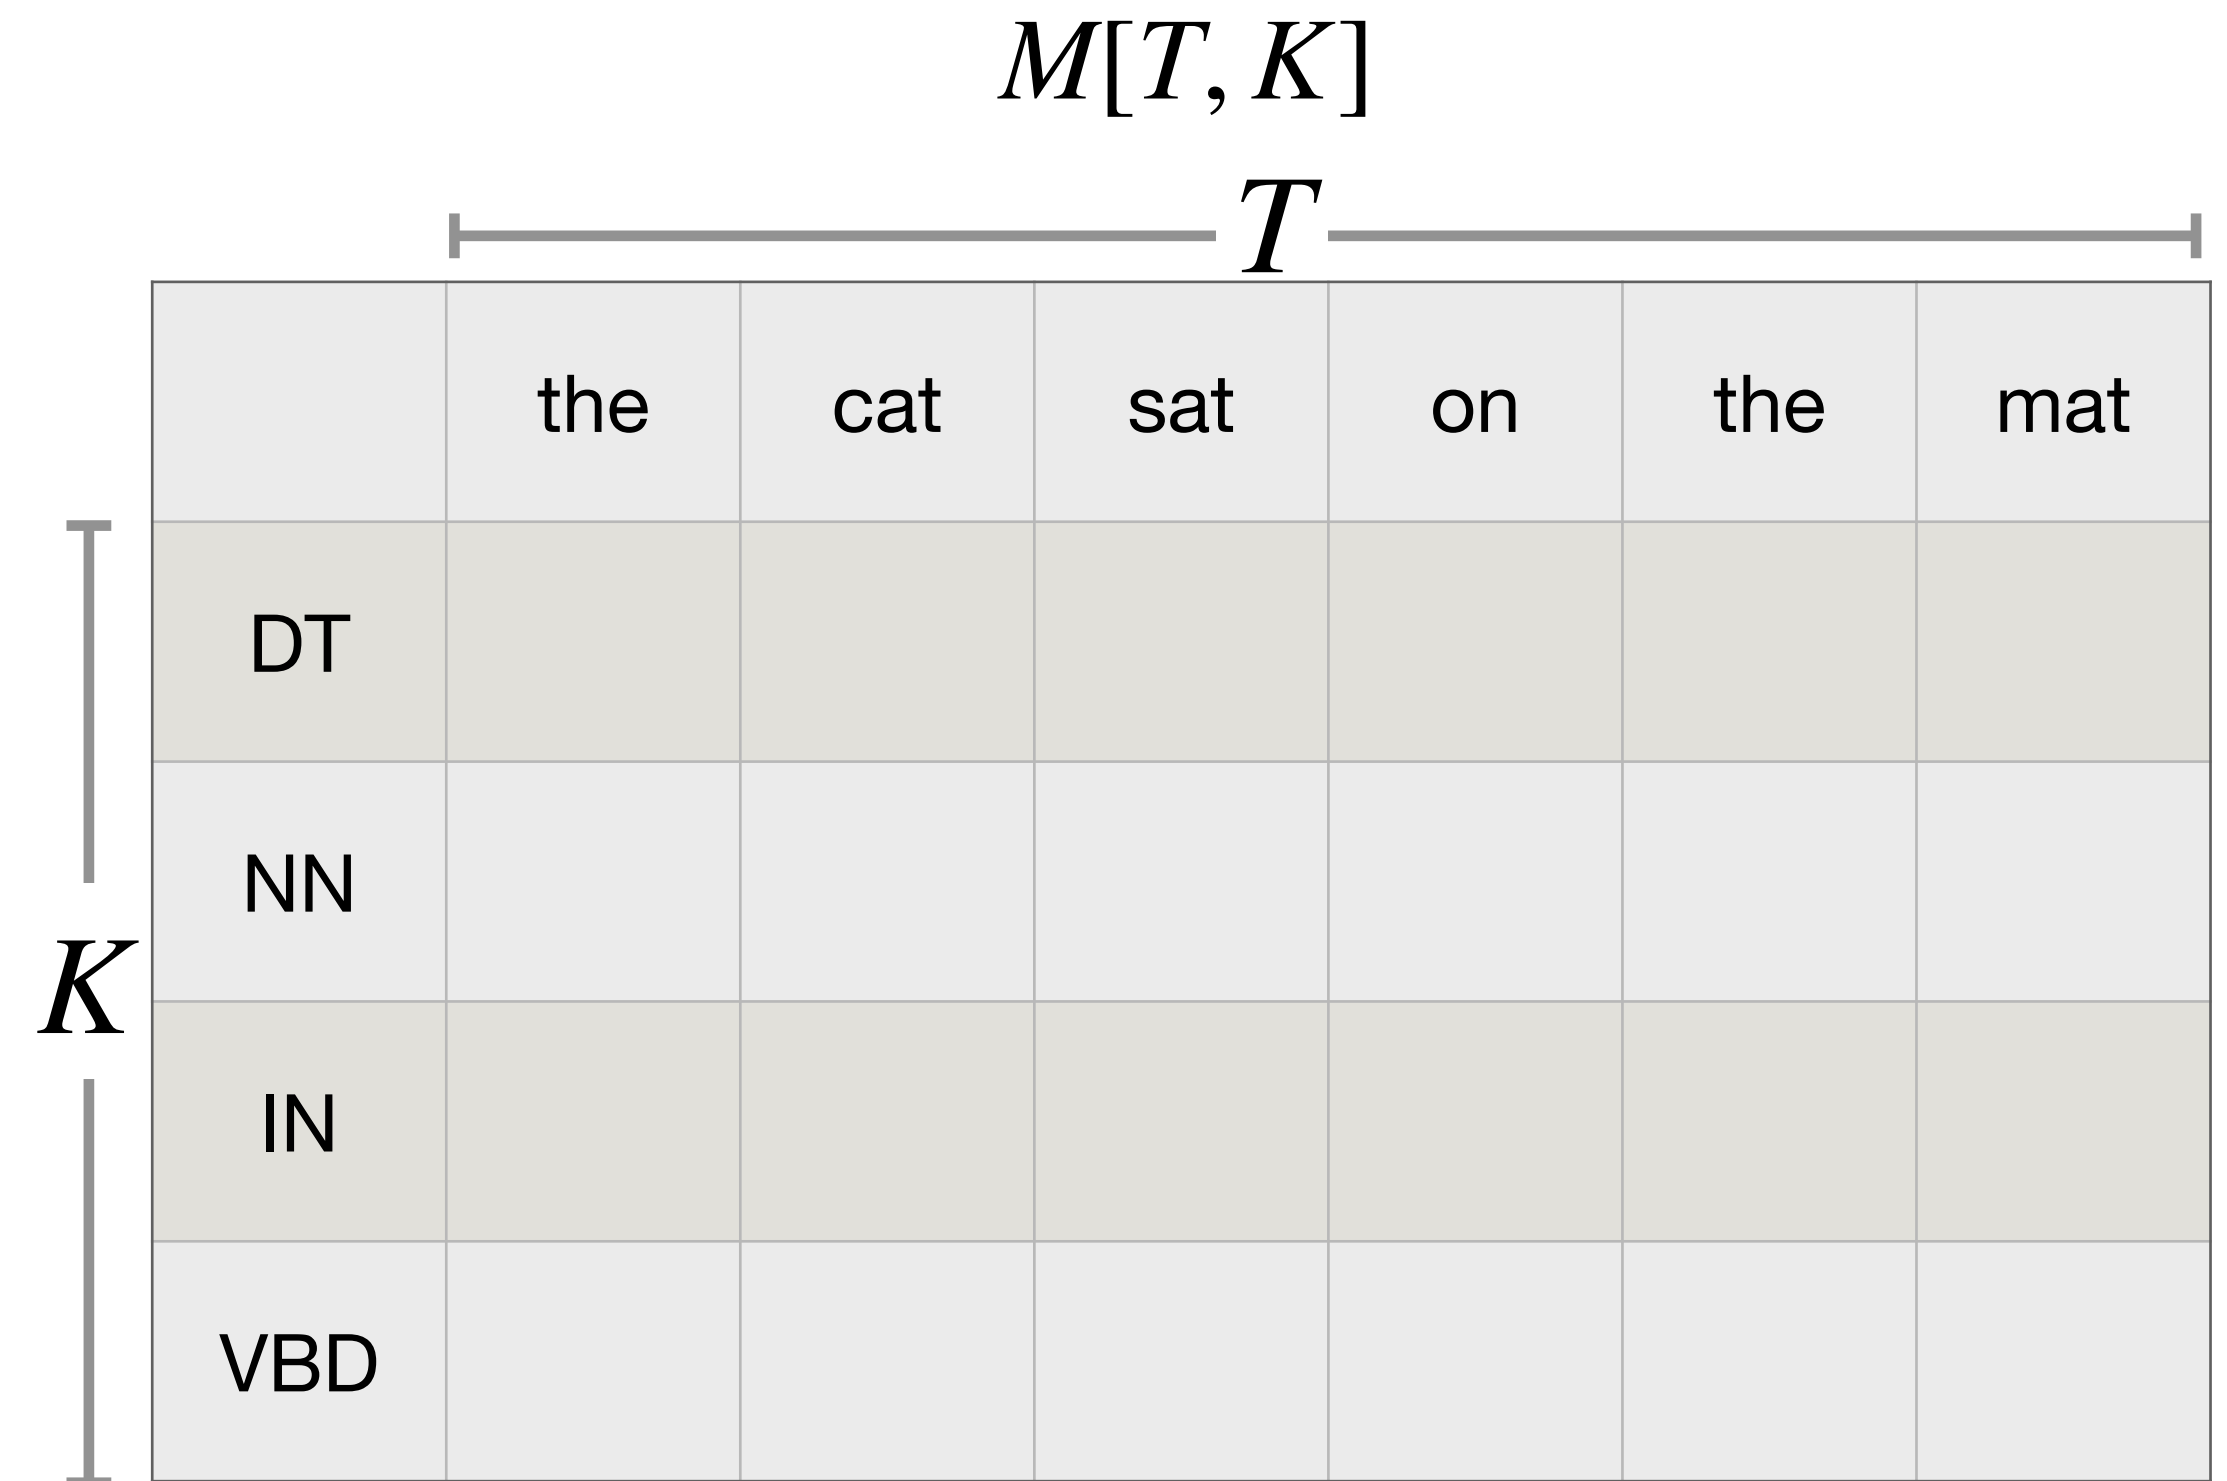 M[T, K]
T
the cat sat on the mat
DT
NN
K
IN
VBD